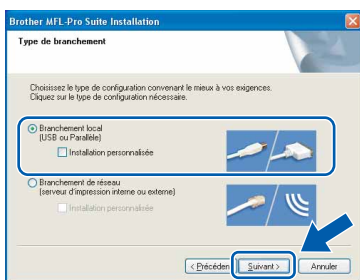 Brother MFL-Pro Suite Installation
Type de branchement
Choisissez le type de configuration convenant le mieux à vos exigences.
Cliquez sur le type de configuration nécessaire.
Branchement local
(USB ou Parallèle)
Installation personnalisée
Branchement de réseau
(serveur d'impression interne ou externe)
Installation personnalisée
< Précéden Suivant > Annuler